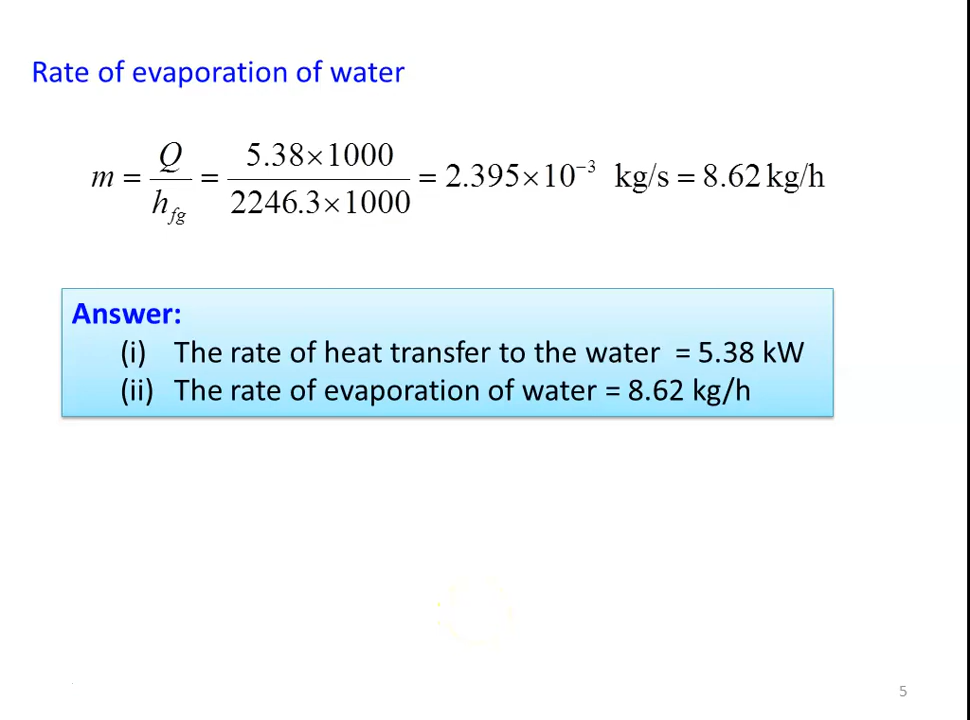 Rate of evaporation of water
m = Q / h_fg = 5.38×1000 / 2246.3×1000 = 2.395×10⁻³ kg/s = 8.62 kg/h
Answer:
(i) The rate of heat transfer to the water = 5.38 kW
(ii) The rate of evaporation of water = 8.62 kg/h
5